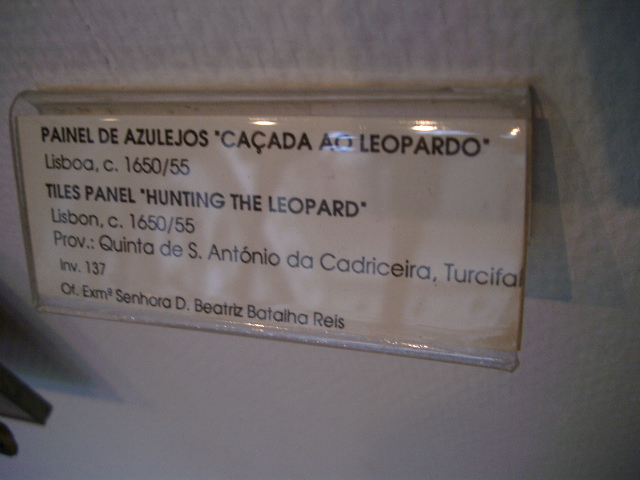 PAINEL DE AZULEJOS "CAÇADA AO LEOPARDO"
Lisboa, c. 1650/55
TILES PANEL "HUNTING THE LEOPARD"
Lisbon, c. 1650/55
Prov.: Quinta de S. António da Cadriceira, Turcifal
Inv. 137
Of. Exmª Senhora D. Beatriz Batalha Reis